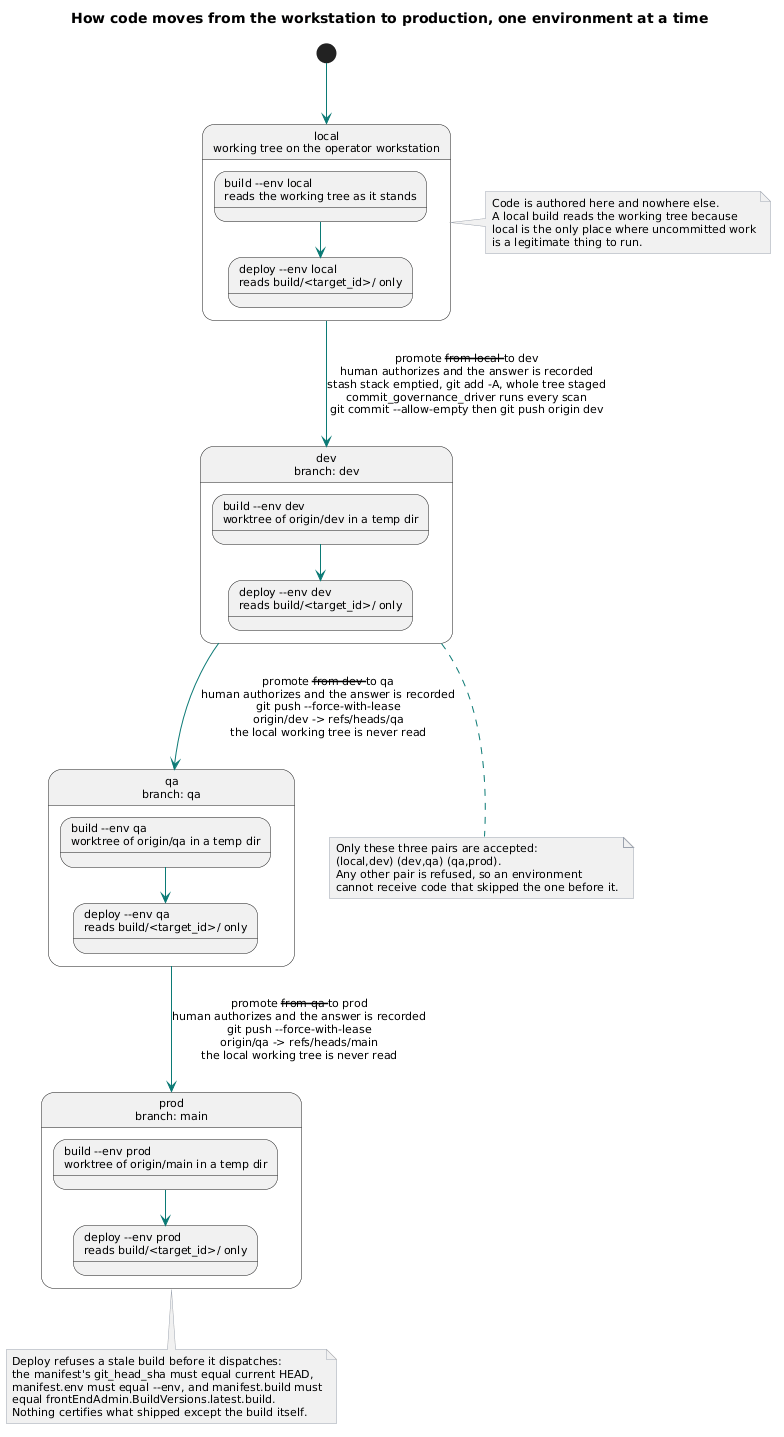 How code moves from the workstation to production, one environment at a time
local
working tree on the operator workstation
build --env local
reads the working tree as it stands
deploy --env local
reads build/<target_id>/ only
Code is authored here and nowhere else.
A local build reads the working tree because
local is the only place where uncommitted work
is a legitimate thing to run.
promote from local to dev
human authorizes and the answer is recorded
stash stack emptied, git add -A, whole tree staged
commit_governance_driver runs every scan
git commit --allow-empty then git push origin dev
dev
branch: dev
build --env dev
worktree of origin/dev in a temp dir
deploy --env dev
reads build/<target_id>/ only
promote from dev to qa
human authorizes and the answer is recorded
git push --force-with-lease
origin/dev -> refs/heads/qa
the local working tree is never read
qa
branch: qa
build --env qa
worktree of origin/qa in a temp dir
deploy --env qa
reads build/<target_id>/ only
Only these three pairs are accepted:
(local,dev) (dev,qa) (qa,prod).
Any other pair is refused, so an environment
cannot receive code that skipped the one before it.
promote from qa to prod
human authorizes and the answer is recorded
git push --force-with-lease
origin/qa -> refs/heads/main
the local working tree is never read
prod
branch: main
build --env prod
worktree of origin/main in a temp dir
deploy --env prod
reads build/<target_id>/ only
Deploy refuses a stale build before it dispatches:
the manifest's git_head_sha must equal current HEAD,
manifest.env must equal --env, and manifest.build must
equal frontEndAdmin.BuildVersions.latest.build.
Nothing certifies what shipped except the build itself.